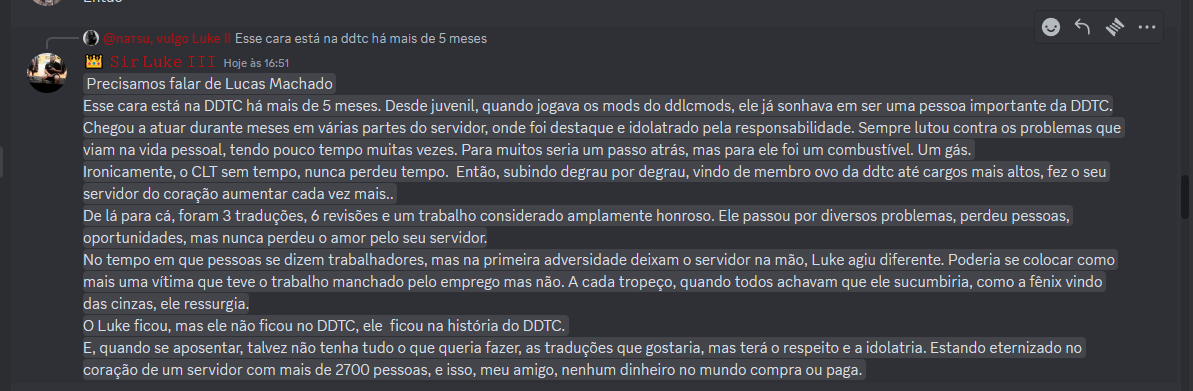 Então
@naтsu, vulgo Luke II Esse cara está na ddtc há mais de 5 meses
Sir Luke III Hoje às 16:51
Precisamos falar de Lucas Machado
Esse cara está na DDTC há mais de 5 meses. Desde juvenil, quando jogava os mods do ddlcmods, ele já sonhava em ser uma pessoa importante da DDTC.
Chegou a atuar durante meses em várias partes do servidor, onde foi destaque e idolatrado pela responsabilidade. Sempre lutou contra os problemas que
viam na vida pessoal, tendo pouco tempo muitas vezes. Para muitos seria um passo atrás, mas para ele foi um combustível. Um gás.
Ironicamente, o CLT sem tempo, nunca perdeu tempo. Então, subindo degrau por degrau, vindo de membro ovo da ddtc até cargos mais altos, fez o seu
servidor do coração aumentar cada vez mais..
De lá para cá, foram 3 traduções, 6 revisões e um trabalho considerado amplamente honroso. Ele passou por diversos problemas, perdeu pessoas,
oportunidades, mas nunca perdeu o amor pelo seu servidor.
No tempo em que pessoas se dizem trabalhadores, mas na primeira adversidade deixam o servidor na mão, Luke agiu diferente. Poderia se colocar como
mais uma vítima que teve o trabalho manchado pelo emprego mas não. A cada tropeço, quando todos achavam que ele sucumbiria, como a fênix vindo
das cinzas, ele ressurgia.
O Luke ficou, mas ele não ficou no DDTC, ele ficou na história do DDTC.
E, quando se aposentar, talvez não tenha tudo o que queria fazer, as traduções que gostaria, mas terá o respeito e a idolatria. Estando eternizado no
coração de um servidor com mais de 2700 pessoas, e isso, meu amigo, nenhum dinheiro no mundo compra ou paga.